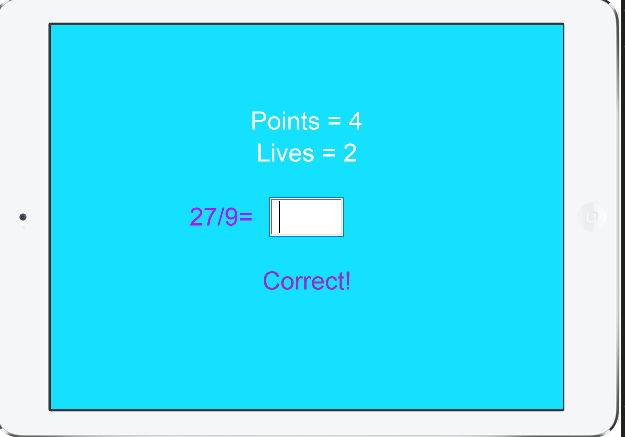 Points = 4
Lives = 2
27/9=
Correct!